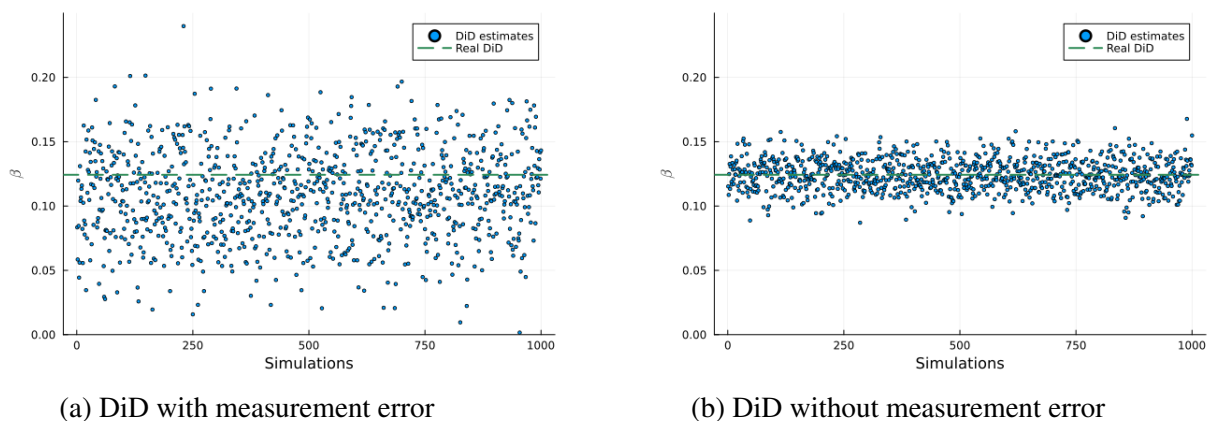 DiD estimates
Real DiD
0.20
0.15
β
0.10
0.05
0.00
0
250
500
750
1000
Simulations
(a) DiD with measurement error
DiD estimates
Real DiD
0.20
0.15
β
0.10
0.05
0.00
0
250
500
750
1000
Simulations
(b) DiD without measurement error